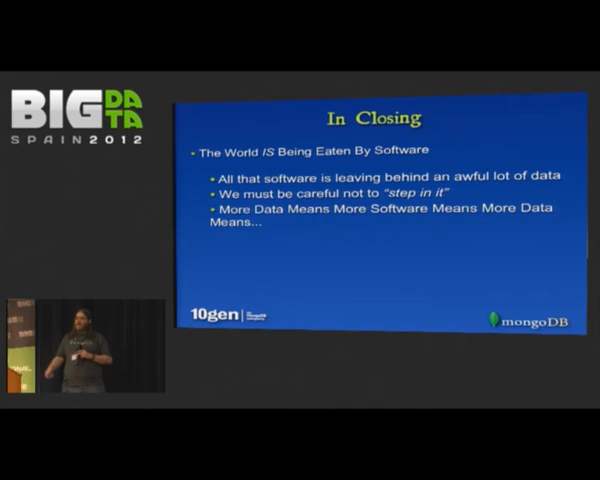 BIG DATA
SPAIN 2012
In Closing
• The World IS Being Eaten By Software
• All that software is leaving behind an awful lot of data
• We must be careful not to "step in it"
• More Data Means More Software Means More Data
Means...
10gen
mongoDB